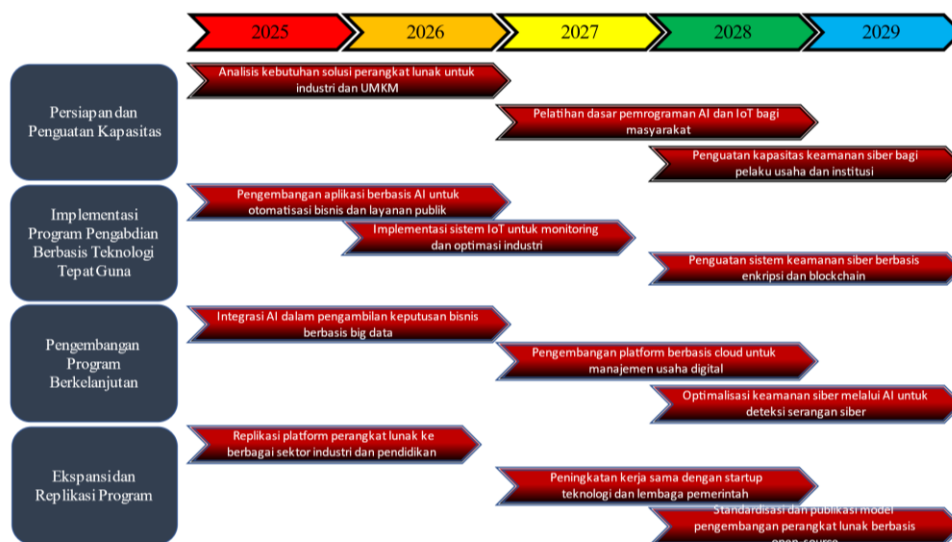 2025
2026
2027
2028
2029
Persiapan dan
Penguatan Kapasitas
Analisis kebutuhan solusi perangkat lunak untuk
industri dan UMKM
Pelatihan dasar pemrograman AI dan IoT bagi
masyarakat
Penguatan kapasitas keamanan siber bagi
pelaku usaha dan institusi
Implementasi
Program Pengabdian
Berbasis Teknologi
Tepat Guna
Pengembangan aplikasi berbasis AI untuk
otomatisasi bisnis dan layanan publik
Implementasi sistem IoT untuk monitoring
dan optimasi industri
Penguatan sistem keamanan siber berbasis
enkripsi dan blockchain
Pengembangan
Program
Berkelanjutan
Integrasi AI dalam pengambilan keputusan bisnis
berbasis big data
Pengembangan platform berbasis cloud untuk
manajemen usaha digital
Optimalisasi keamanan siber melalui AI untuk
deteksi serangan siber
Ekspansi dan
Replikasi Program
Replikasi platform perangkat lunak ke
berbagai sektor industri dan pendidikan
Peningkatan kerja sama dengan startup
teknologi dan lembaga pemerintah
Standardisasi dan publikasi model
pengembangan perangkat lunak berbasis
open-source